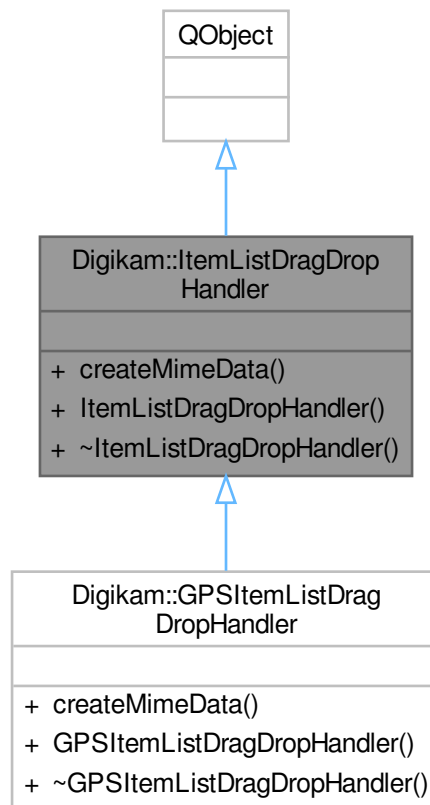 QObject
Digikam::ItemListDragDrop
Handler
+ createMimeData()
+ ItemListDragDropHandler()
+ ~ItemListDragDropHandler()
Digikam::GPSItemListDrag
DropHandler
+ createMimeData()
+ GPSItemListDragDropHandler()
+ ~GPSItemListDragDropHandler()